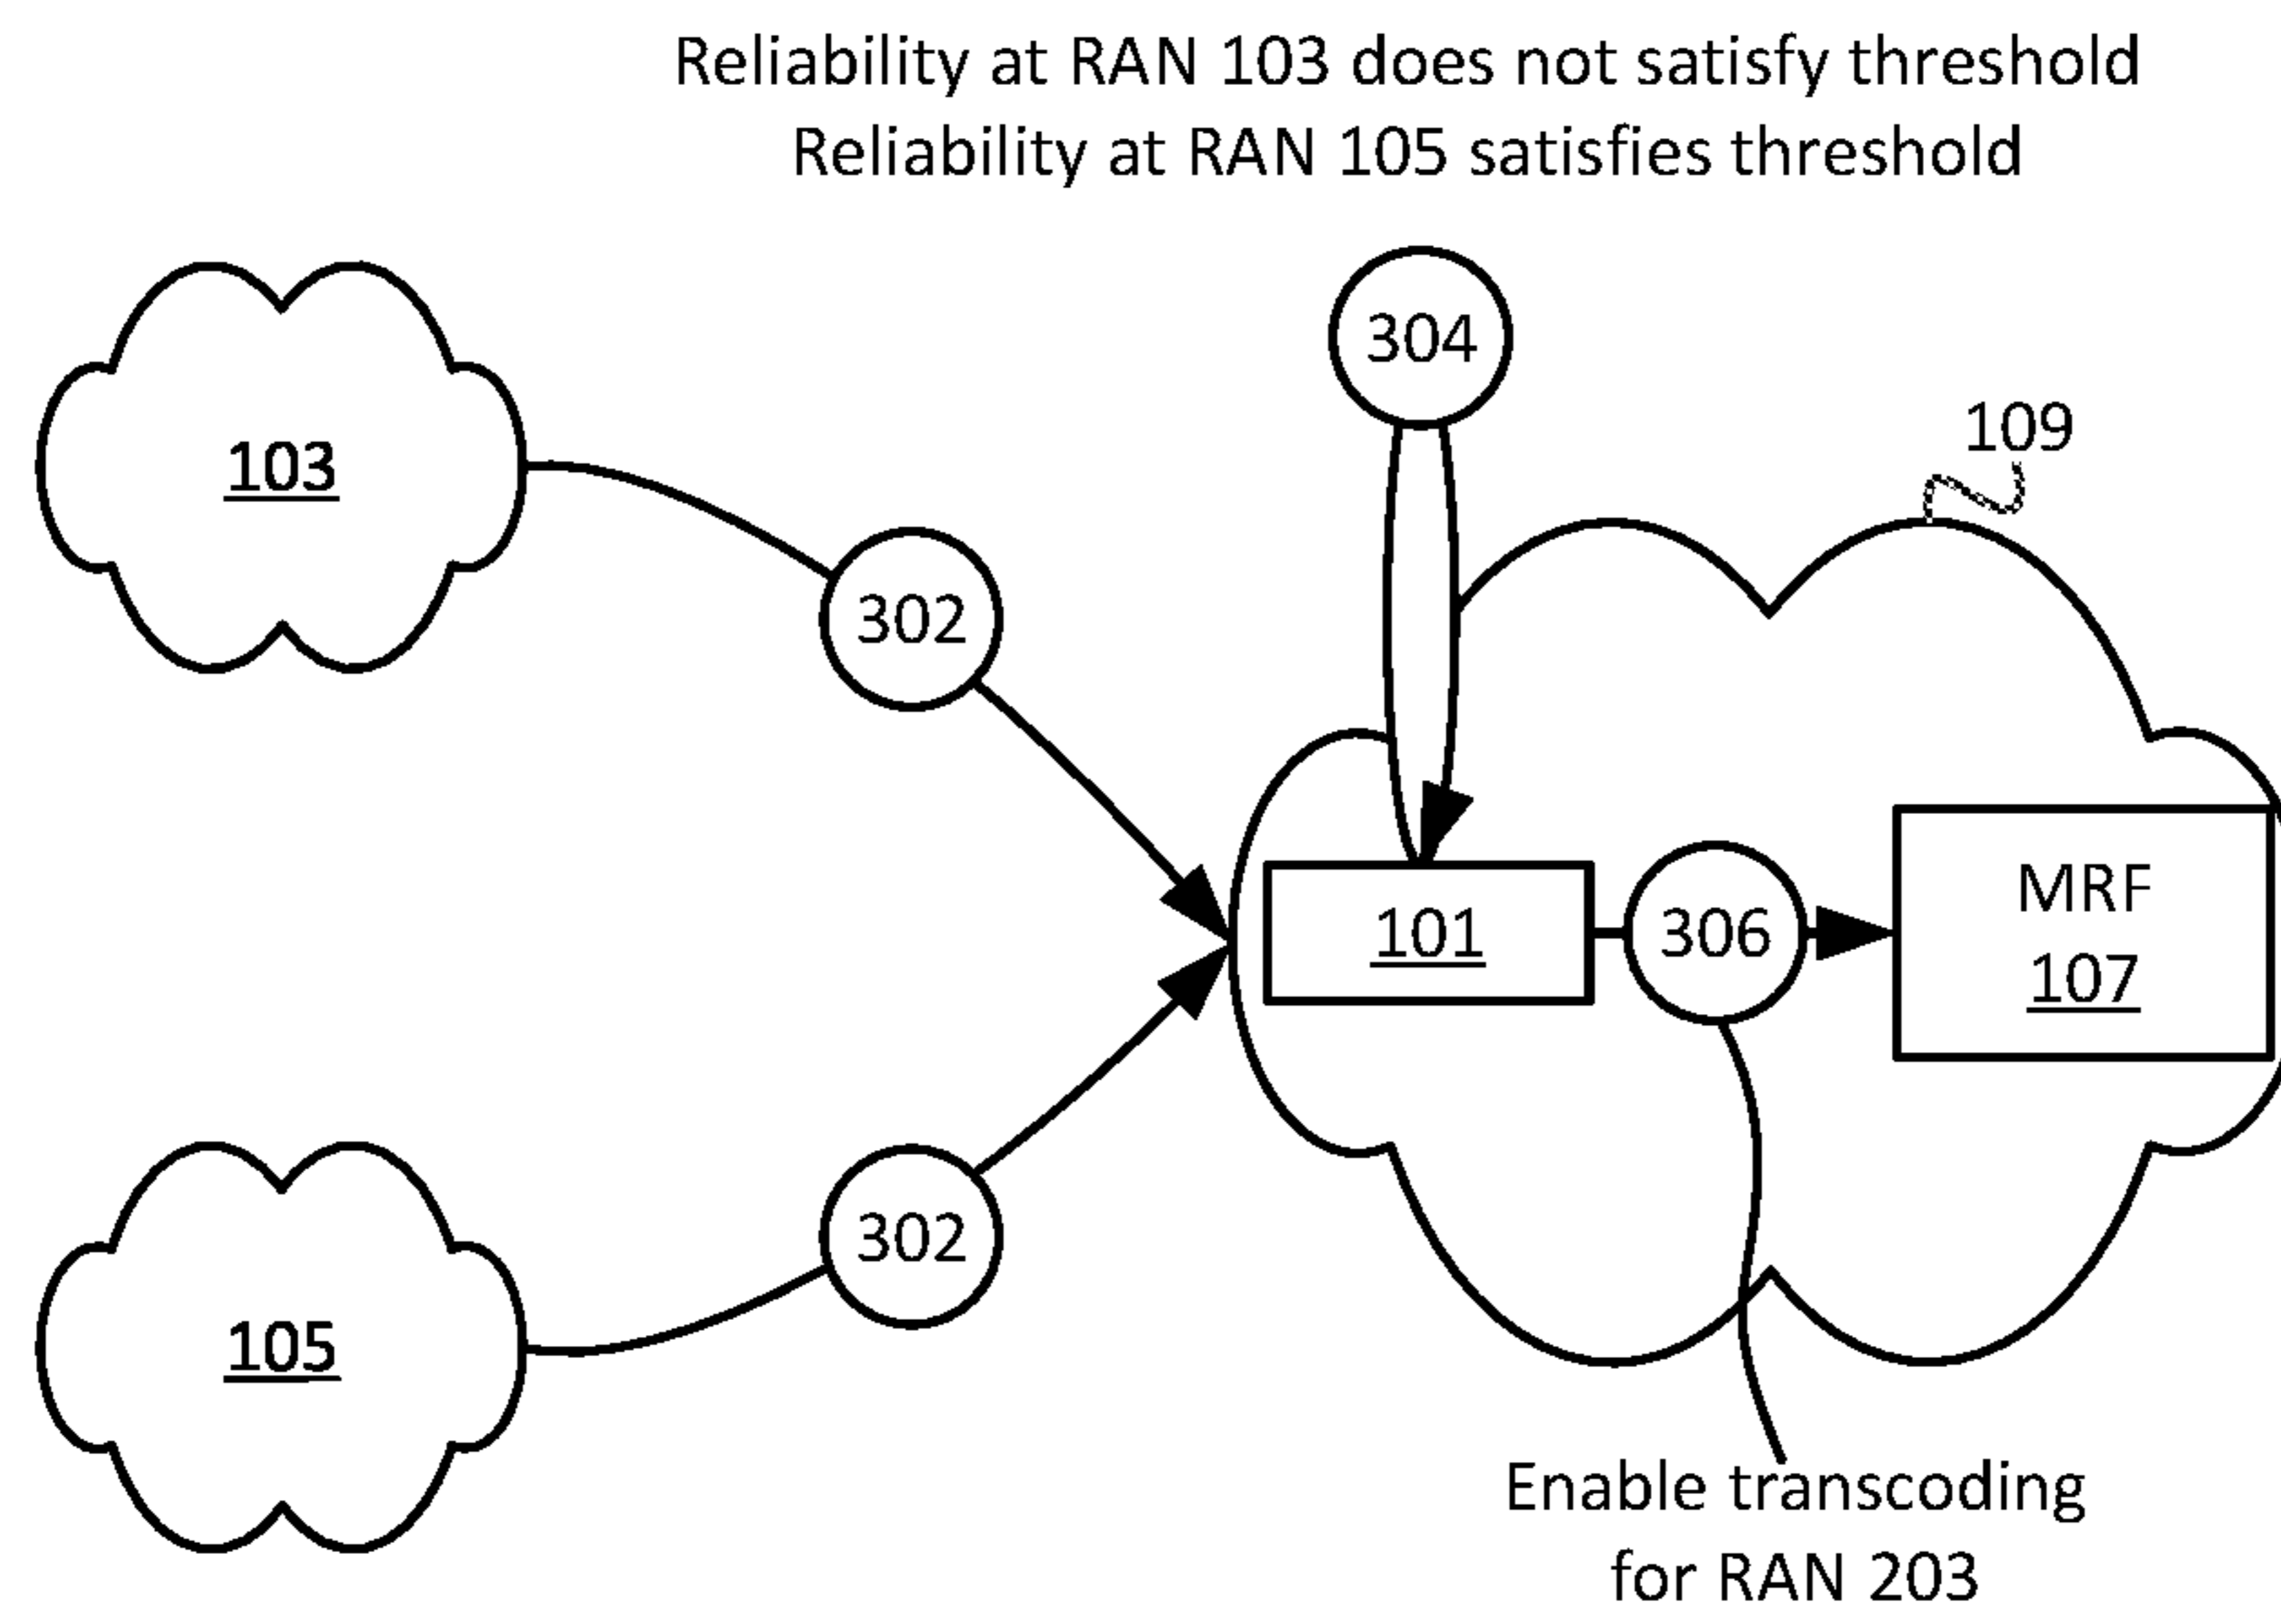 Reliability at RAN 103 does not satisfy threshold
Reliability at RAN 105 satisfies threshold
304
109
103
302
101
306
MRF
107
302
105
Enable transcoding
for RAN 203